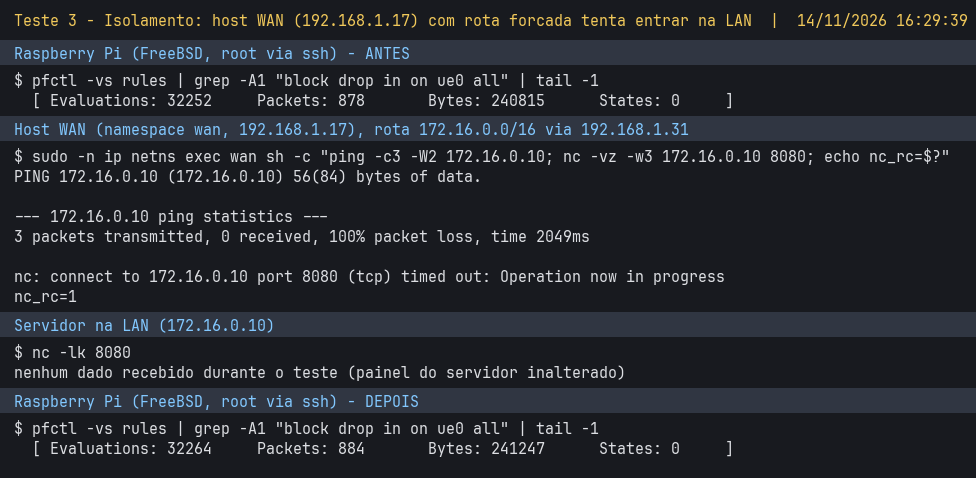 Teste 3 - Isolamento: host WAN (192.168.1.17) com rota forcada tenta entrar na LAN  |  14/11/2026 16:29:39
Raspberry Pi (FreeBSD, root via ssh) - ANTES
$ pfctl -vs rules | grep -A1 "block drop in on ue0 all" | tail -1
  [ Evaluations: 32252     Packets: 878       Bytes: 240815      States: 0     ]
Host WAN (namespace wan, 192.168.1.17), rota 172.16.0.0/16 via 192.168.1.31
$ sudo -n ip netns exec wan sh -c "ping -c3 -W2 172.16.0.10; nc -vz -w3 172.16.0.10 8080; echo nc_rc=$?"
PING 172.16.0.10 (172.16.0.10) 56(84) bytes of data.
--- 172.16.0.10 ping statistics ---
3 packets transmitted, 0 received, 100% packet loss, time 2049ms
nc: connect to 172.16.0.10 port 8080 (tcp) timed out: Operation now in progress
nc_rc=1
Servidor na LAN (172.16.0.10)
$ nc -lk 8080
nenhum dado recebido durante o teste (painel do servidor inalterado)
Raspberry Pi (FreeBSD, root via ssh) - DEPOIS
$ pfctl -vs rules | grep -A1 "block drop in on ue0 all" | tail -1
  [ Evaluations: 32264     Packets: 884       Bytes: 241247      States: 0     ]